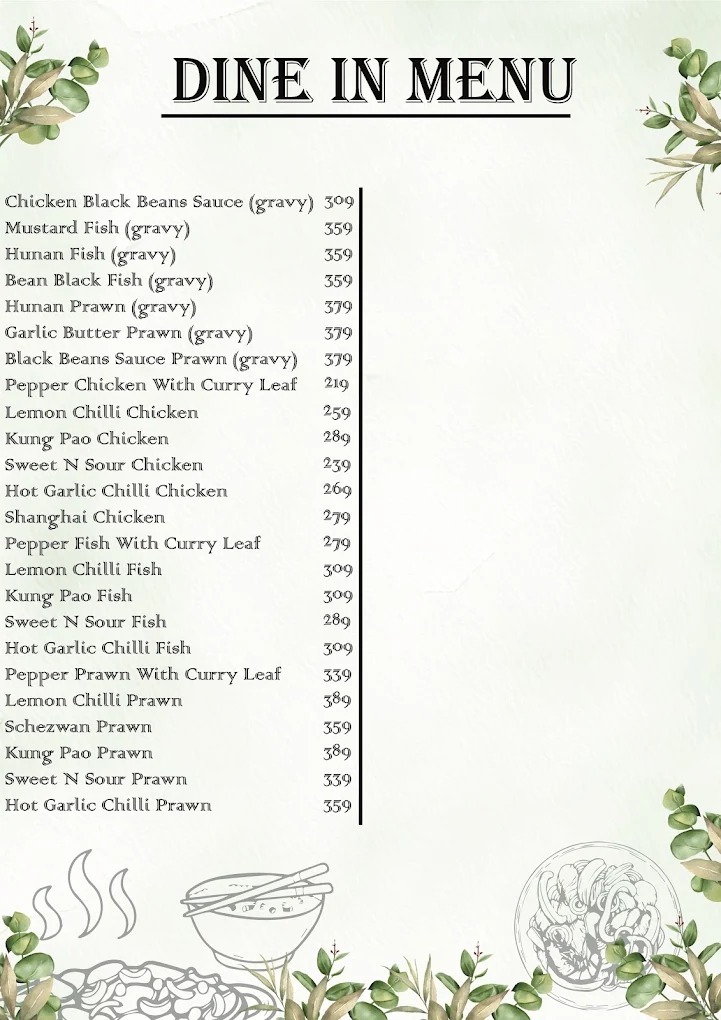 DINE IN MENU
Chicken Black Beans Sauce (gravy) 309
Mustard Fish (gravy) 359
Hunan Fish (gravy) 359
Bean Black Fish (gravy) 359
Hunan Prawn (gravy) 379
Garlic Butter Prawn (gravy) 379
Black Beans Sauce Prawn (gravy) 379
Pepper Chicken With Curry Leaf 219
Lemon Chilli Chicken 259
Kung Pao Chicken 289
Sweet N Sour Chicken 239
Hot Garlic Chilli Chicken 269
Shanghai Chicken 279
Pepper Fish With Curry Leaf 279
Lemon Chilli Fish 309
Kung Pao Fish 309
Sweet N Sour Fish 289
Hot Garlic Chilli Fish 309
Pepper Prawn With Curry Leaf 339
Lemon Chilli Prawn 389
Schezwan Prawn 359
Kung Pao Prawn 389
Sweet N Sour Prawn 339
Hot Garlic Chilli Prawn 359